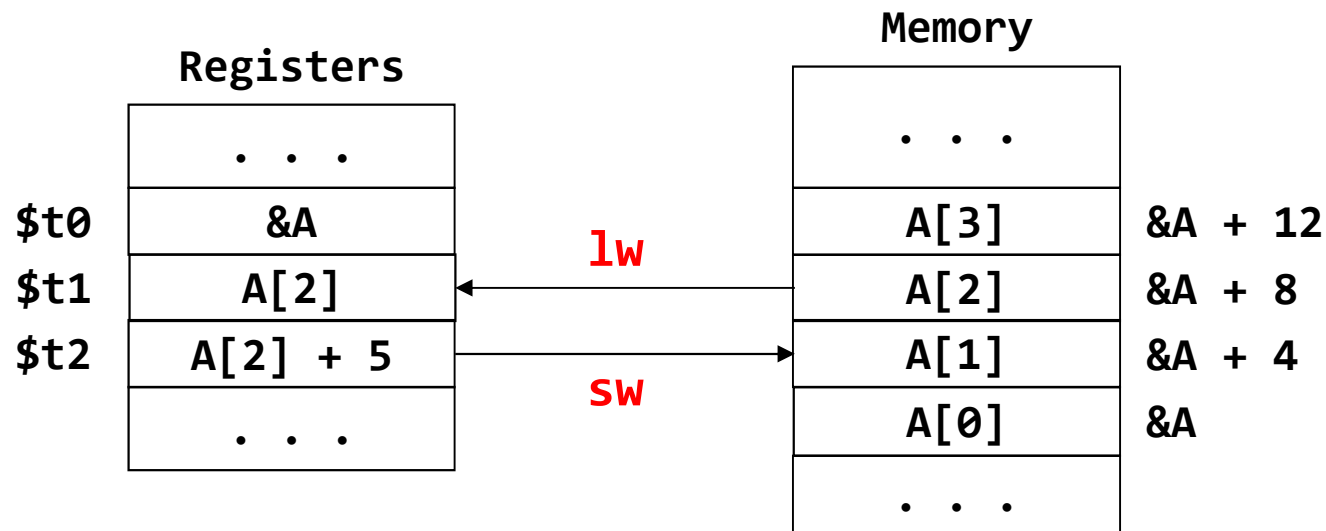 Memory
Registers
. . .
. . .
$t0 &A
A[3] &A + 12
lw
$t1 A[2]
A[2] &A + 8
$t2 A[2] + 5
A[1] &A + 4
sw
A[0] &A
. . .
. . .